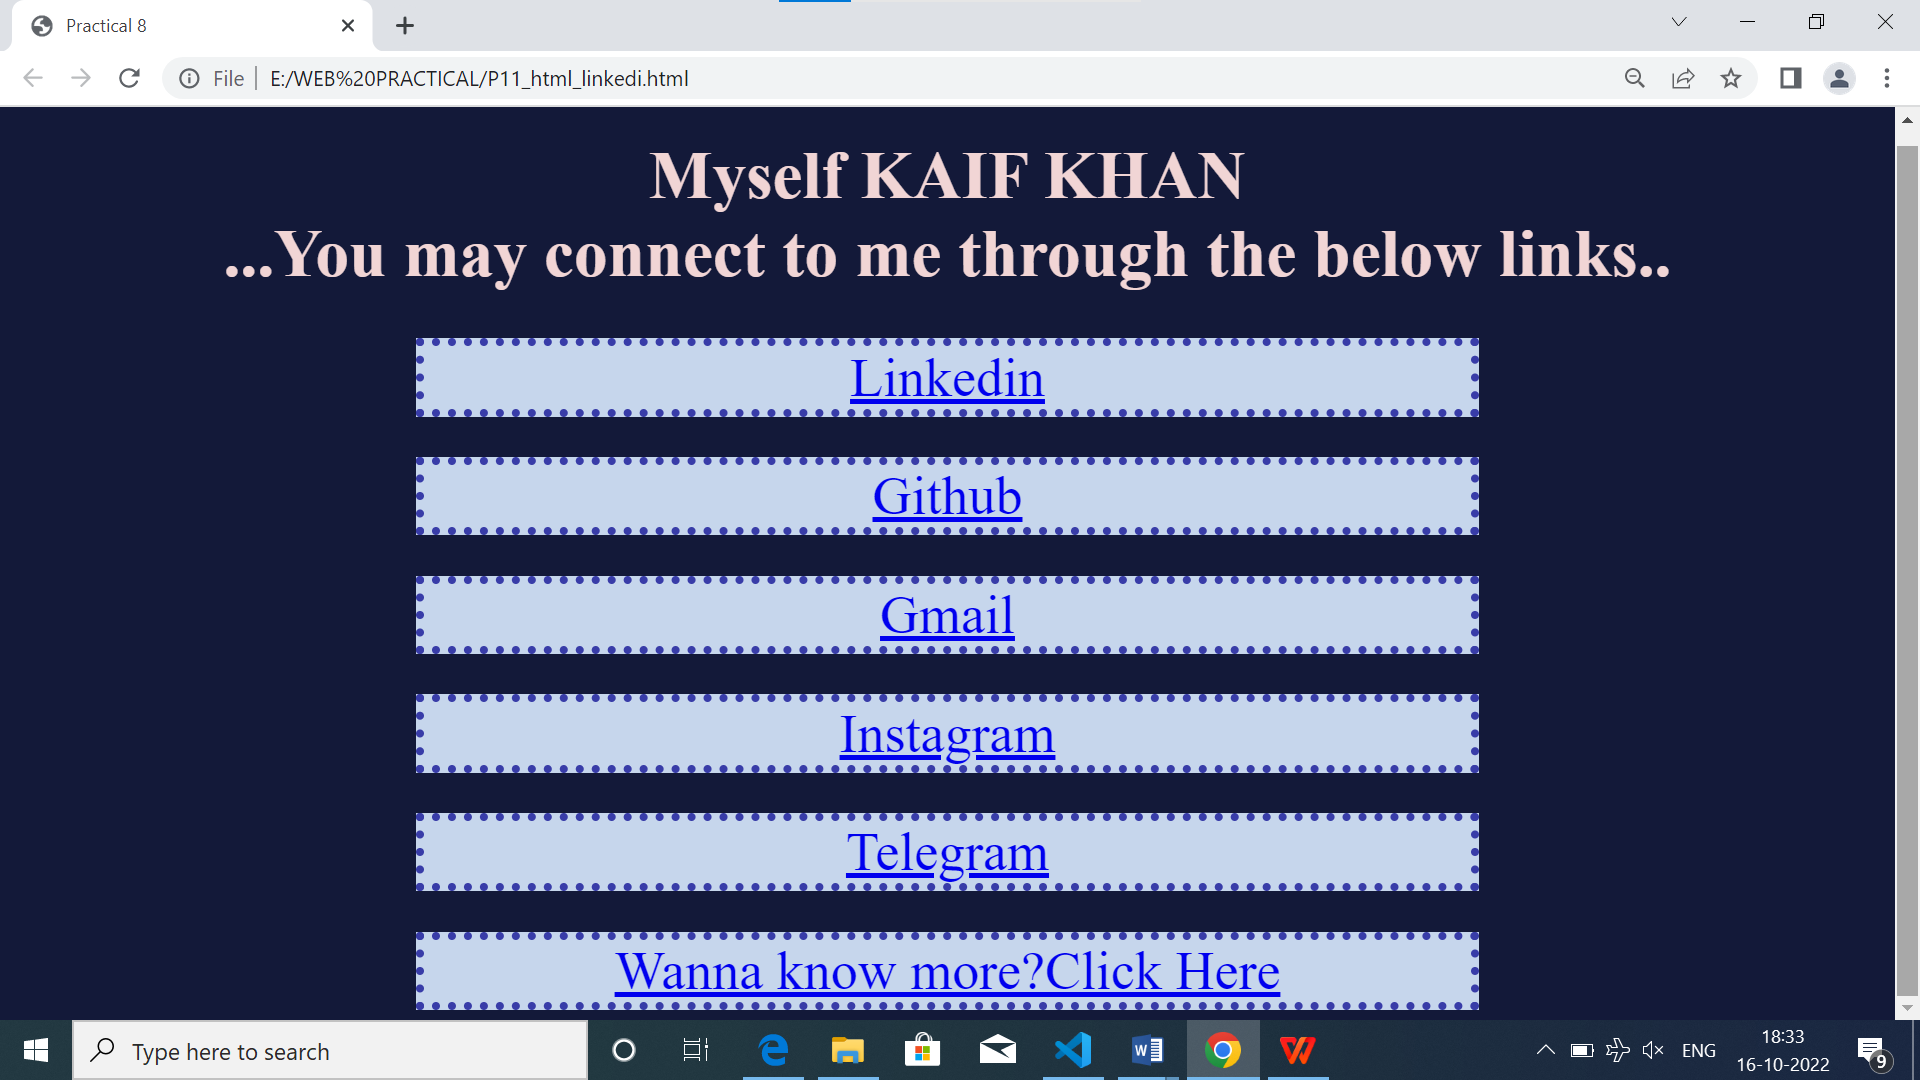 Practical 8
File
E:/WEB%20PRACTICAL/P11_html_linkedi.html
Myself KAIF KHAN
...You may connect to me through the below links..
Linkedin
Github
Gmail
Instagram
Telegram
Wanna know more?Click Here
Type here to search
ENG
18:33
16-10-2022
9